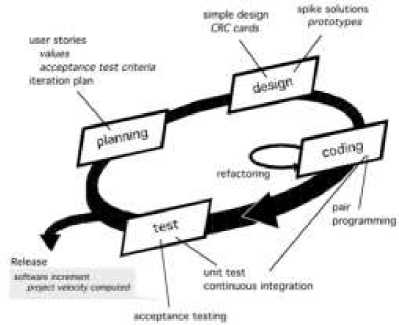 spike solutions
prototypes
simple design
CRC cards
user stories
values
acceptance test criteria
iteration plan
design
planning
coding
refactoring
pair
programming
test
Release
software increment
project velocity computed
unit test
continuous integration
acceptance testing